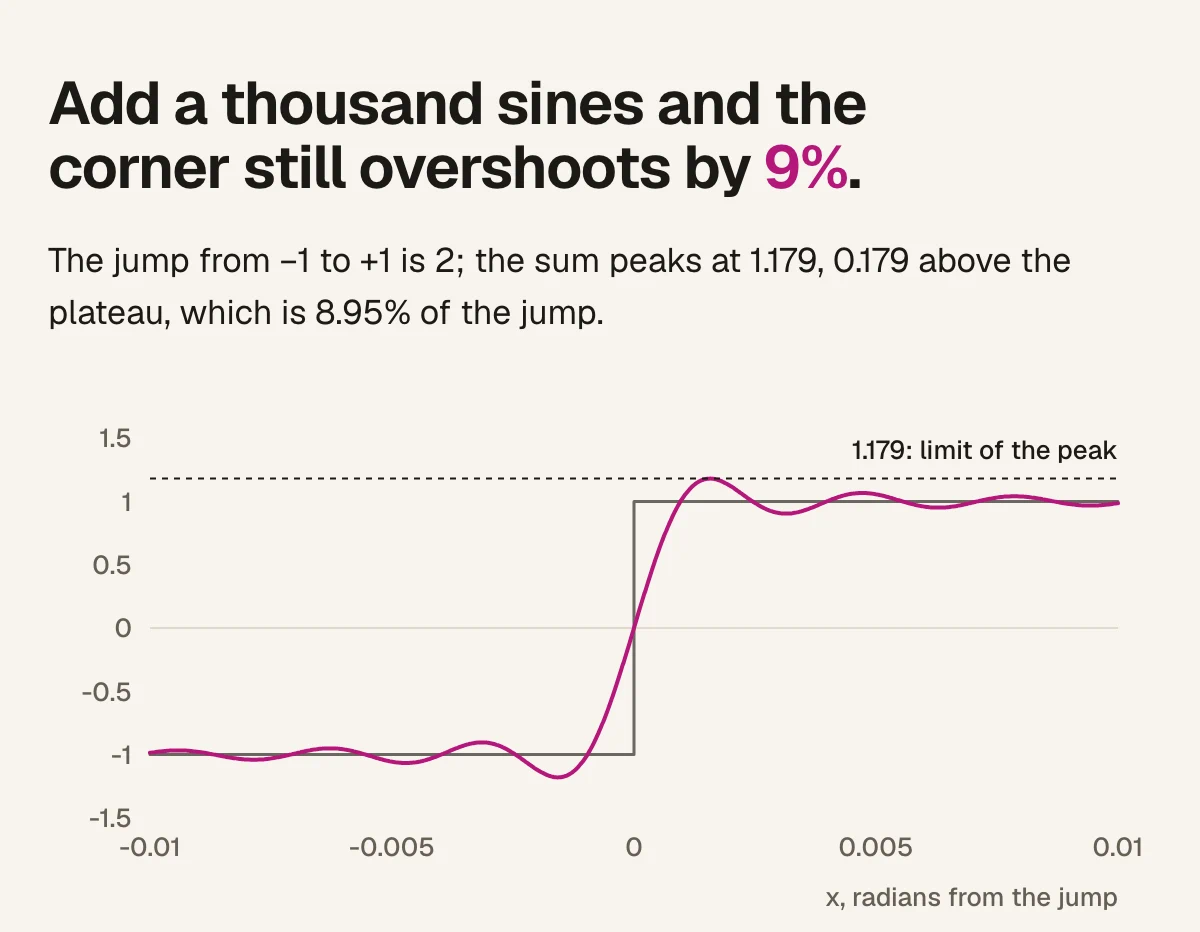 Add a thousand sines and the
corner still overshoots by 9%.
The jump from −1 to +1 is 2; the sum peaks at 1.179, 0.179 above the
plateau, which is 8.95% of the jump.
1.5
1.179: limit of the peak
1
0.5
0
-0.5
-1
-1.5
-0.01
-0.005
0
0.005
0.01
x, radians from the jump